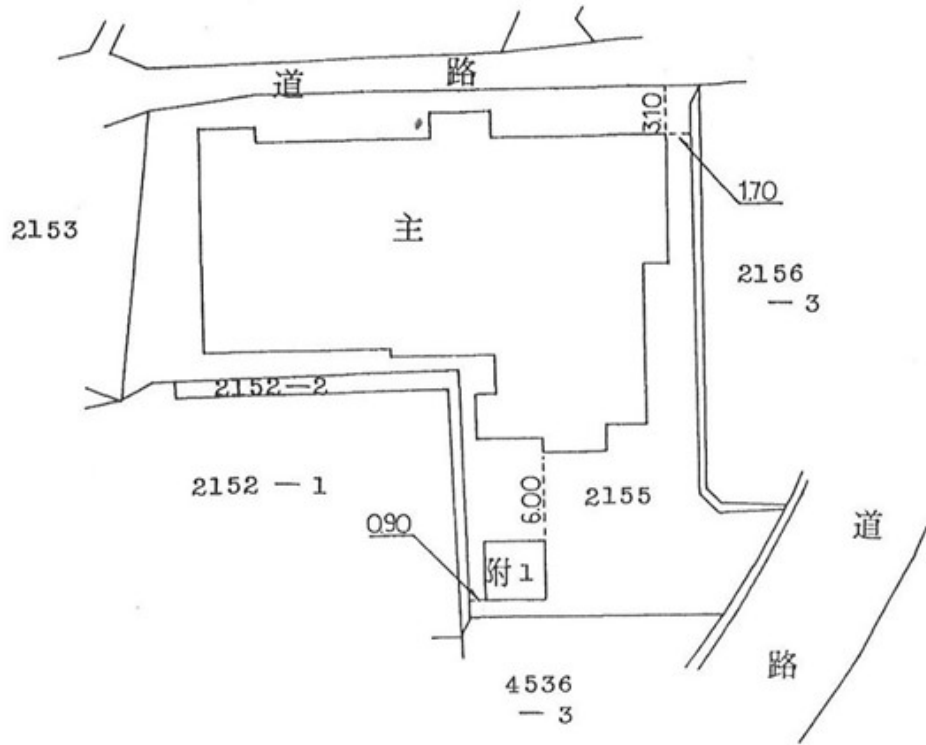 道 路
3.10
1.70
2153
主
2156
— 3
2152—2
2152 — 1
6.00
2155
0.90
道
附1
路
4536
— 3